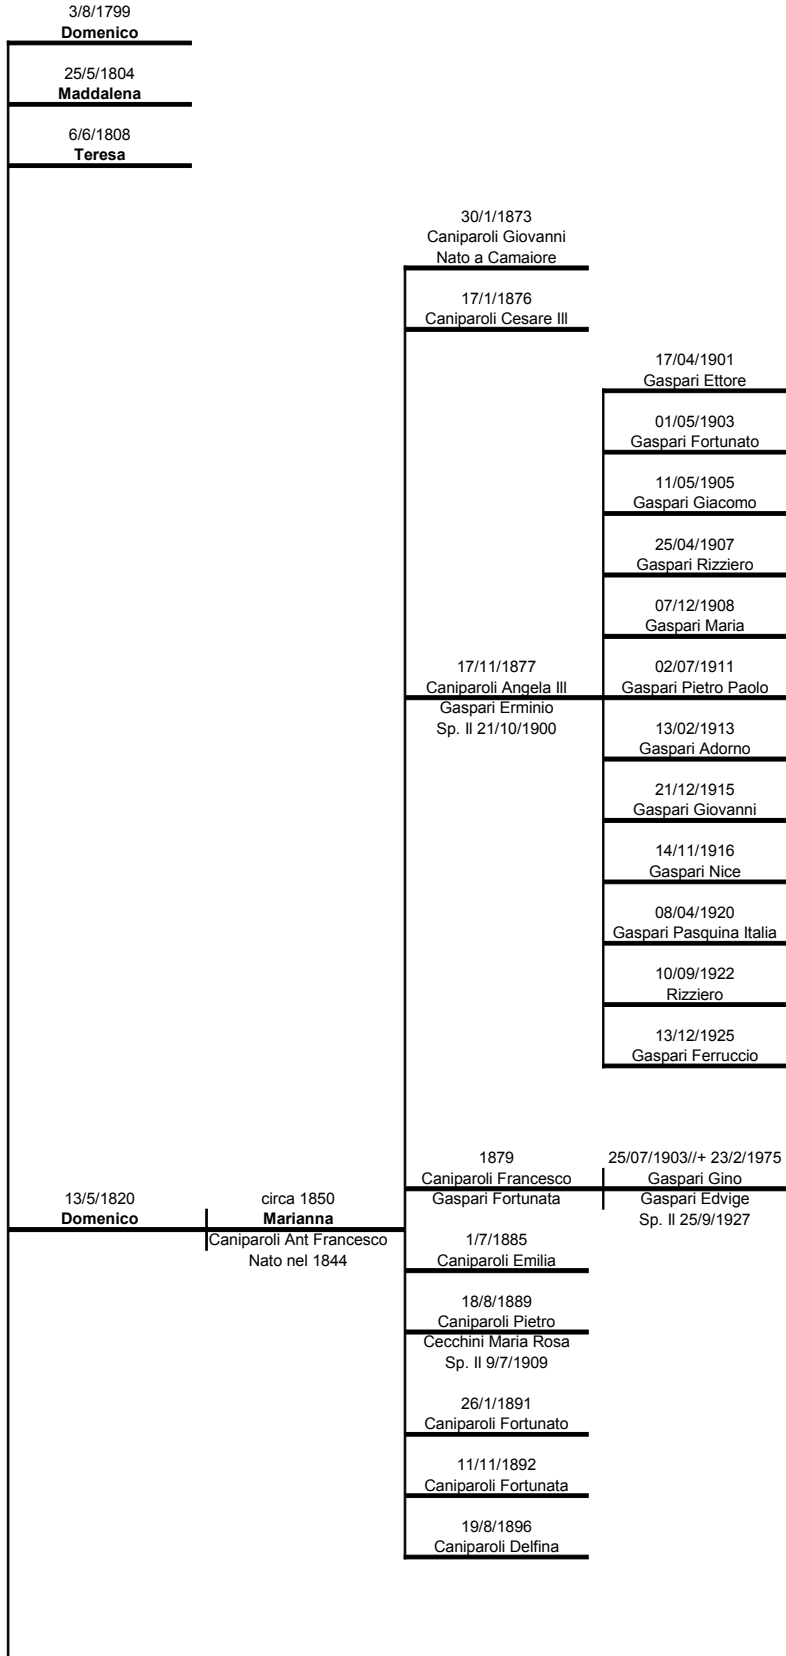 3/8/1799
Domenico
25/5/1804
Maddalena
6/6/1808
Teresa
30/1/1873
Caniparoli Giovanni
Nato a Camaiore
17/1/1876
Caniparoli Cesare III
17/04/1901
Gaspari Ettore
01/05/1903
Gaspari Fortunato
11/05/1905
Gaspari Giacomo
25/04/1907
Gaspari Rizziero
07/12/1908
Gaspari Maria
17/11/1877
Caniparoli Angela III
Gaspari Erminio
Sp. Il 21/10/1900
02/07/1911
Gaspari Pietro Paolo
13/02/1913
Gaspari Adorno
21/12/1915
Gaspari Giovanni
14/11/1916
Gaspari Nice
08/04/1920
Gaspari Pasquina Italia
10/09/1922
Rizziero
13/12/1925
Gaspari Ferruccio
1879
Caniparoli Francesco
Gaspari Fortunata
25/07/1903//+ 23/2/1975
Gaspari Gino
Gaspari Edvige
Sp. Il 25/9/1927
13/5/1820
Domenico
circa 1850
Marianna
Caniparoli Ant Francesco
Nato nel 1844
1/7/1885
Caniparoli Emilia
18/8/1889
Caniparoli Pietro
Cecchini Maria Rosa
Sp. Il 9/7/1909
26/1/1891
Caniparoli Fortunato
11/11/1892
Caniparoli Fortunata
19/8/1896
Caniparoli Delfina